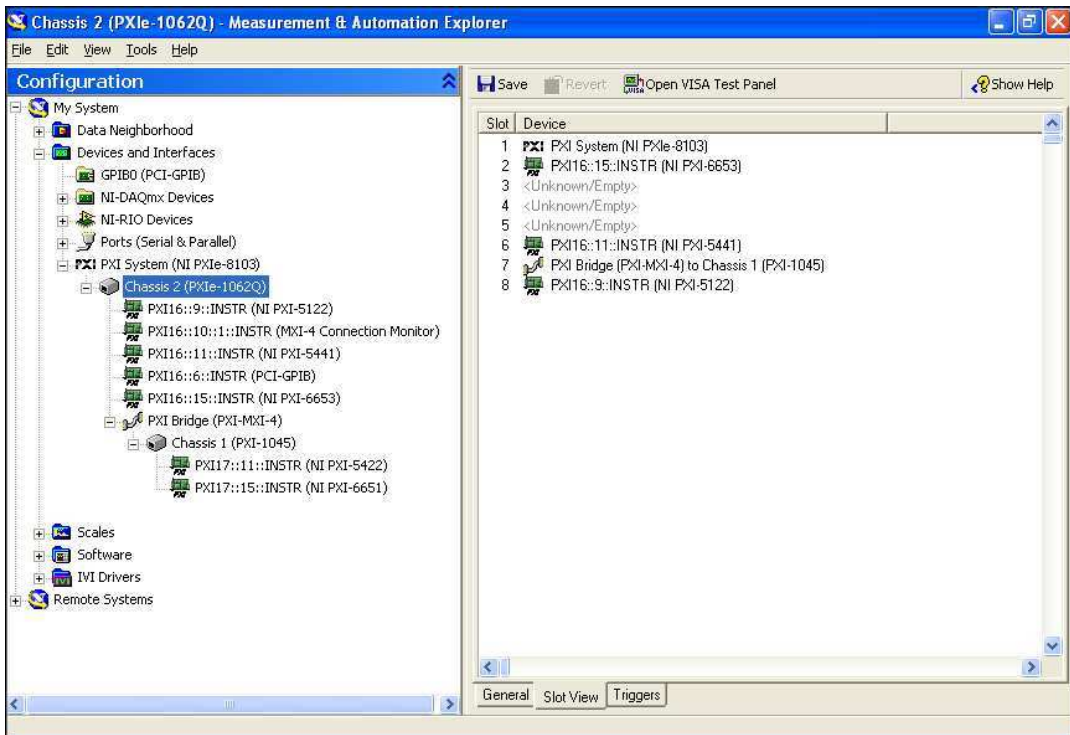 Chassis 2 (PXIe-1062Q) - Measurement & Automation Explorer
File Edit View Tools Help
Configuration
My System
Data Neighborhood
Devices and Interfaces
GPIB0 (PCI-GPIB)
NI-DAQmx Devices
NI-RIO Devices
Ports (Serial & Parallel)
PXI PXI System (NI PXIe-8103)
Chassis 2 (PXIe-1062Q)
PXI16::9::INSTR (NI PXI-5122)
PXI16::10::1::INSTR (MXI-4 Connection Monitor)
PXI16::11::INSTR (NI PXI-5441)
PXI16::6::INSTR (PCI-GPIB)
PXI16::15::INSTR (NI PXI-6653)
PXI Bridge (PXI-MXI-4)
Chassis 1 (PXI-1045)
PXI17::11::INSTR (NI PXI-5422)
PXI17::15::INSTR (NI PXI-6651)
Scales
Software
IVI Drivers
Remote Systems
Save Revert Open VISA Test Panel Show Help
Slot Device
1 PXI PXI System (NI PXIe-8103)
2 PXI16::15::INSTR (NI PXI-6653)
3 <Unknown/Empty>
4 <Unknown/Empty>
5 <Unknown/Empty>
6 PXI16::11::INSTR (NI PXI-5441)
7 PXI Bridge (PXI-MXI-4) to Chassis 1 (PXI-1045)
8 PXI16::9::INSTR (NI PXI-5122)
General Slot View Triggers